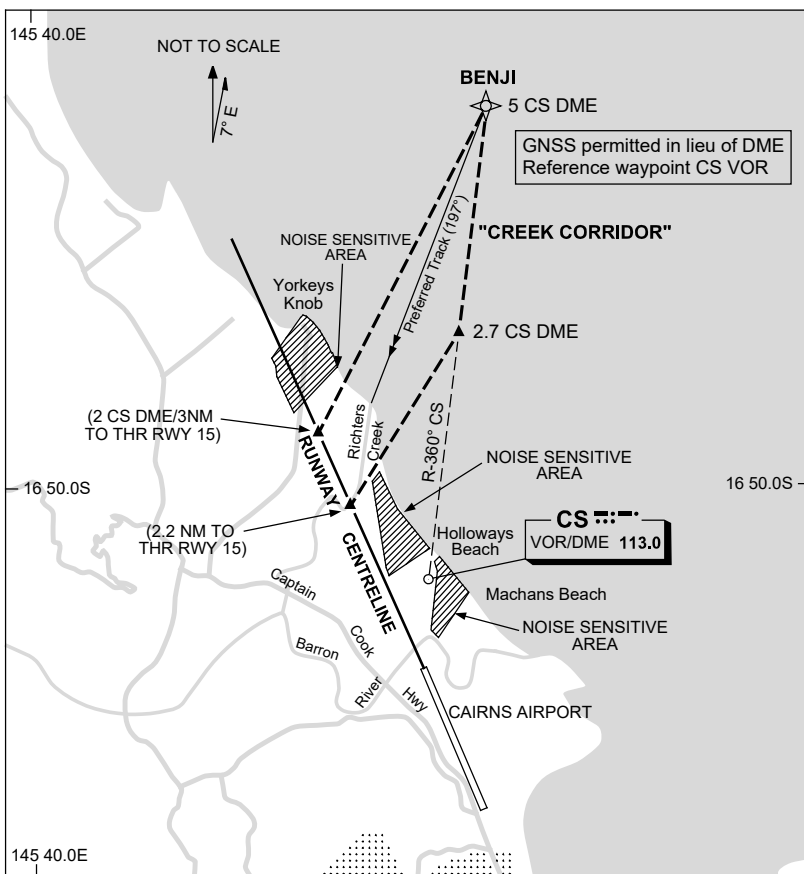 145 40.0E
NOT TO SCALE
7° E
BENJI
5 CS DME
GNSS permitted in lieu of DME
Reference waypoint CS VOR
Preferred Track (197°)
"CREEK CORRIDOR"
NOISE SENSITIVE
AREA
Yorkeys
Knob
2.7 CS DME
(2 CS DME/3NM
TO THR RWY 15)
Richters
Creek
R-360° CS
RUNWAY
CENTRELINE
NOISE SENSITIVE
AREA
16 50.0S
16 50.0S
(2.2 NM TO
THR RWY 15)
Holloways
Beach
CS
VOR/DME 113.0
Captain
Cook
Hwy
Machans Beach
Barron
River
NOISE SENSITIVE
AREA
CAIRNS AIRPORT
145 40.0E